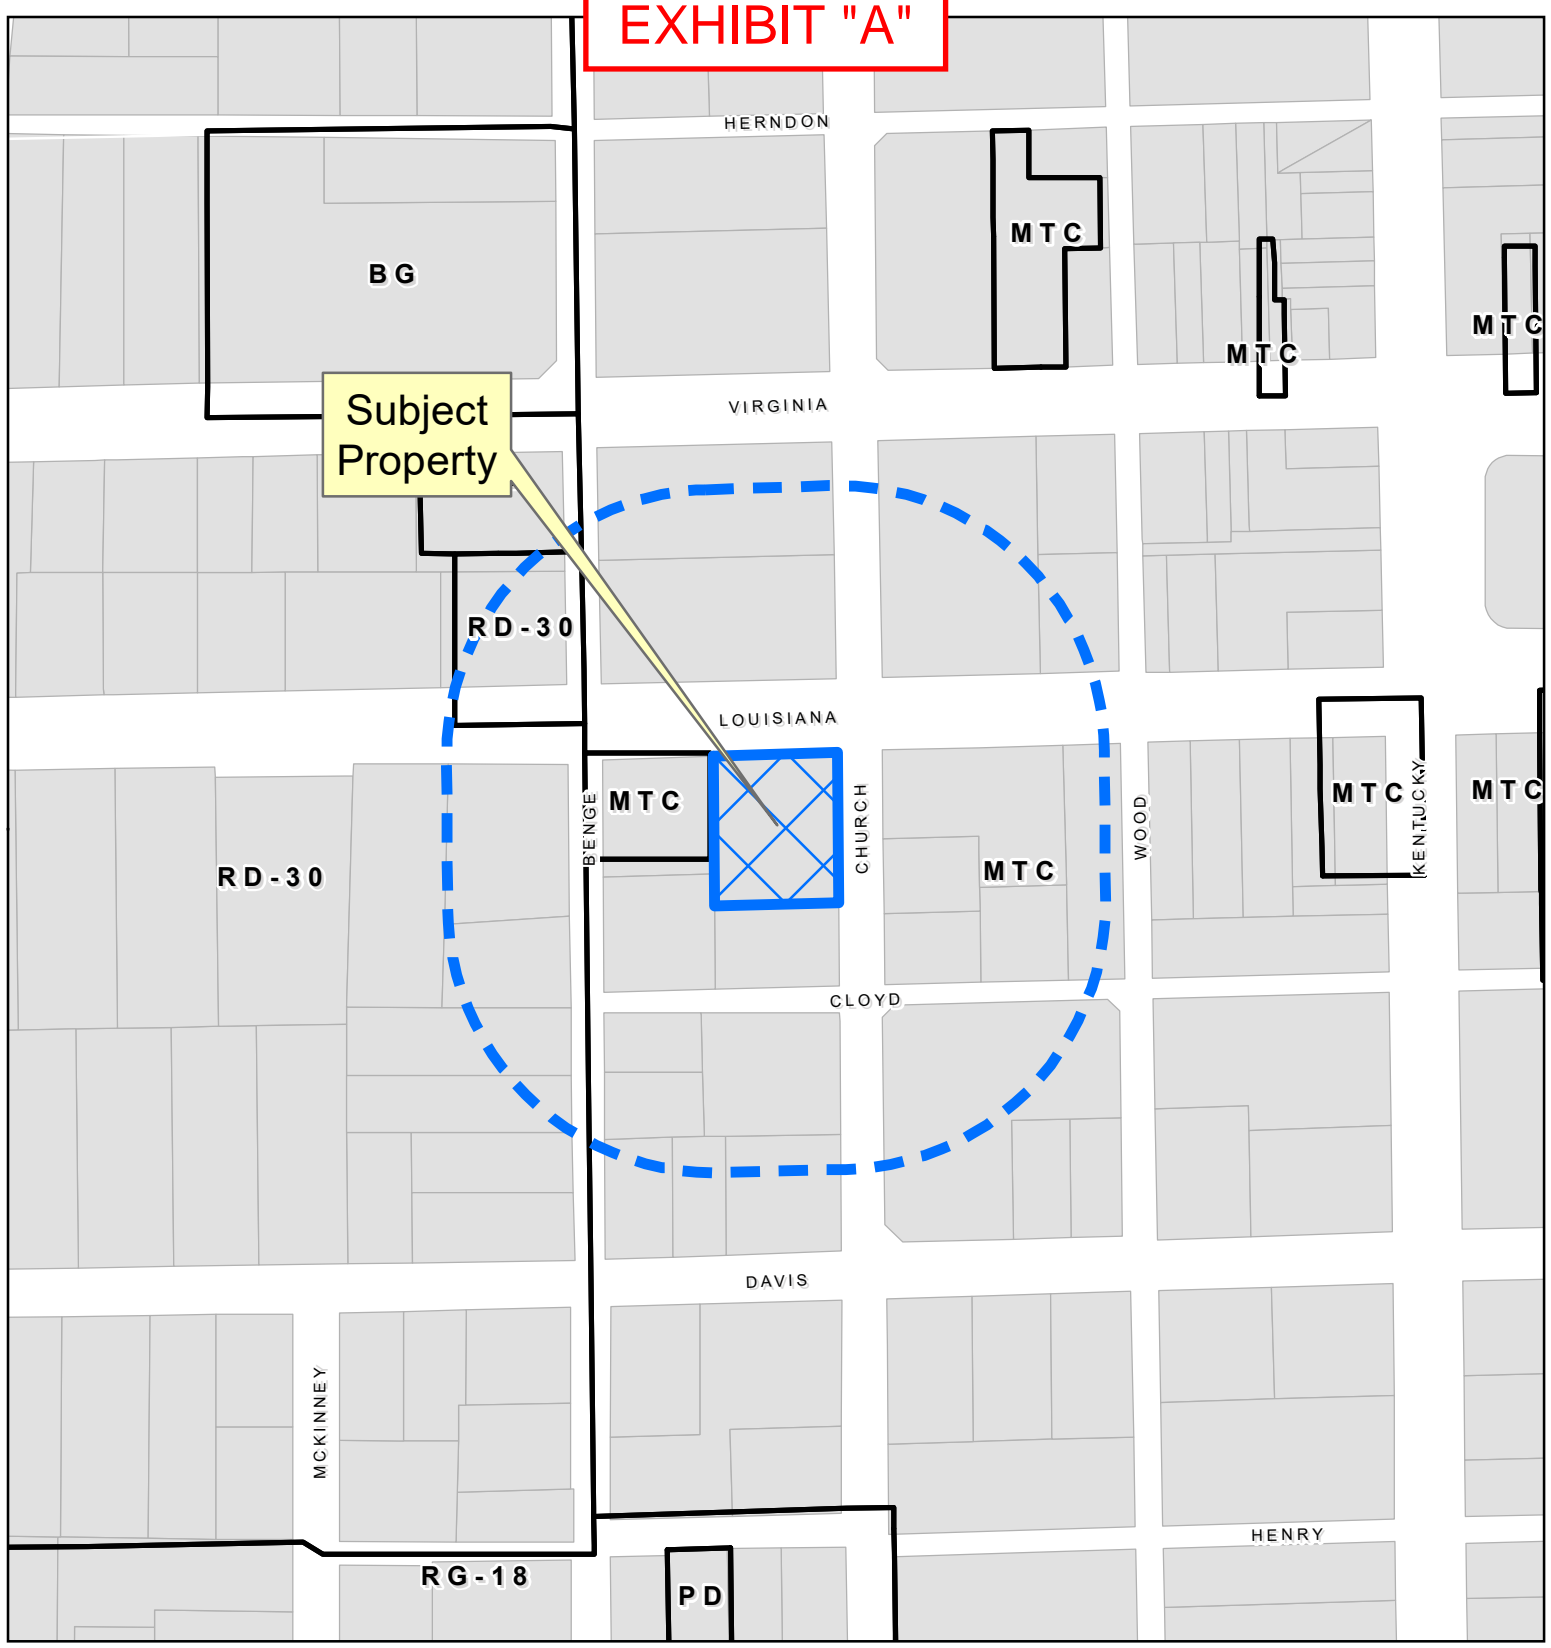 EXHIBIT "A"
HERNDON
MTC
BG
MTC
MTC
VIRGINIA
Subject
Property
RD-30
LOUISIANA
BENGE
MTC
CHURCH
WOOD
MTC
KENTUCKY
MTC
MTC
RD-30
CLOYD
DAVIS
MCKINNEY
HENRY
RG-18
PD